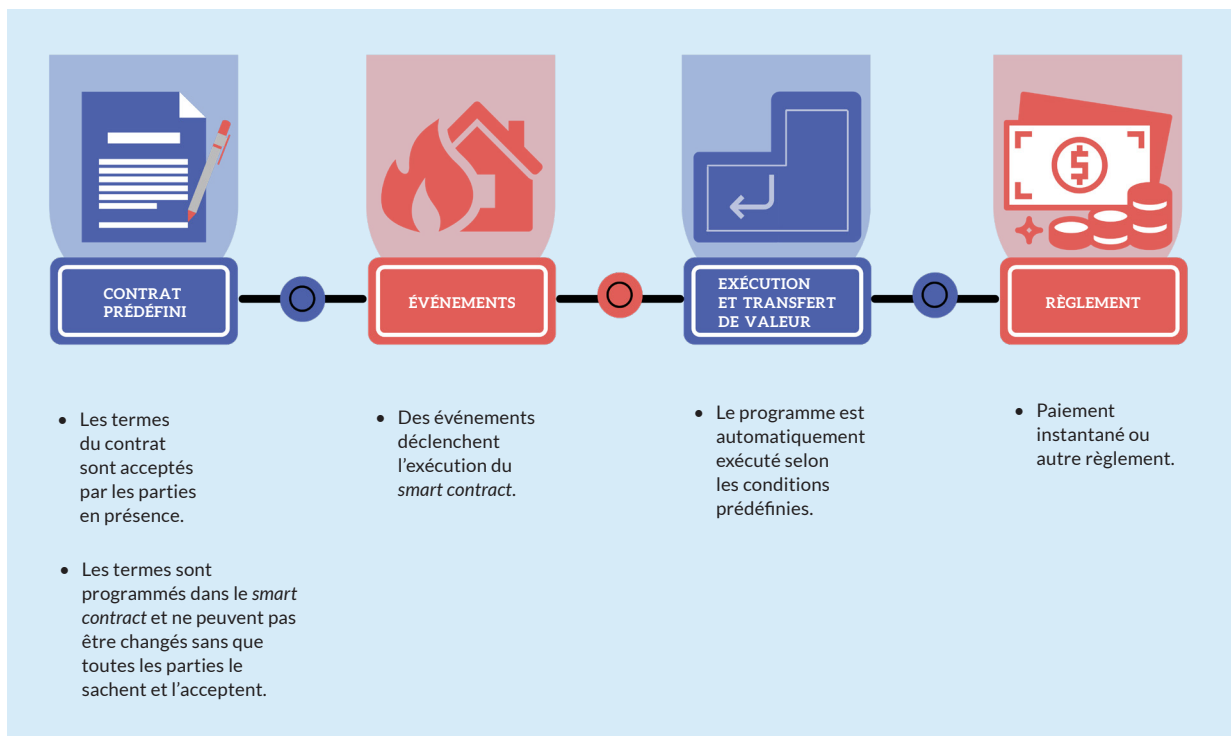 CONTRAT
PRÉDÉFINI
ÉVÉNEMENTS
EXÉCUTION
ET TRANSFERT
DE VALEUR
RÈGLEMENT
• Les termes
du contrat
sont acceptés
par les parties
en présence.
• Les termes sont
programmés dans le smart
contract et ne peuvent pas
être changés sans que
toutes les parties le
sachent et l’acceptent.
• Des événements
déclenchent
l’exécution du
smart contract.
• Le programme est
automatiquement
exécuté selon
les conditions
prédéfinies.
• Paiement
instantané ou
autre règlement.